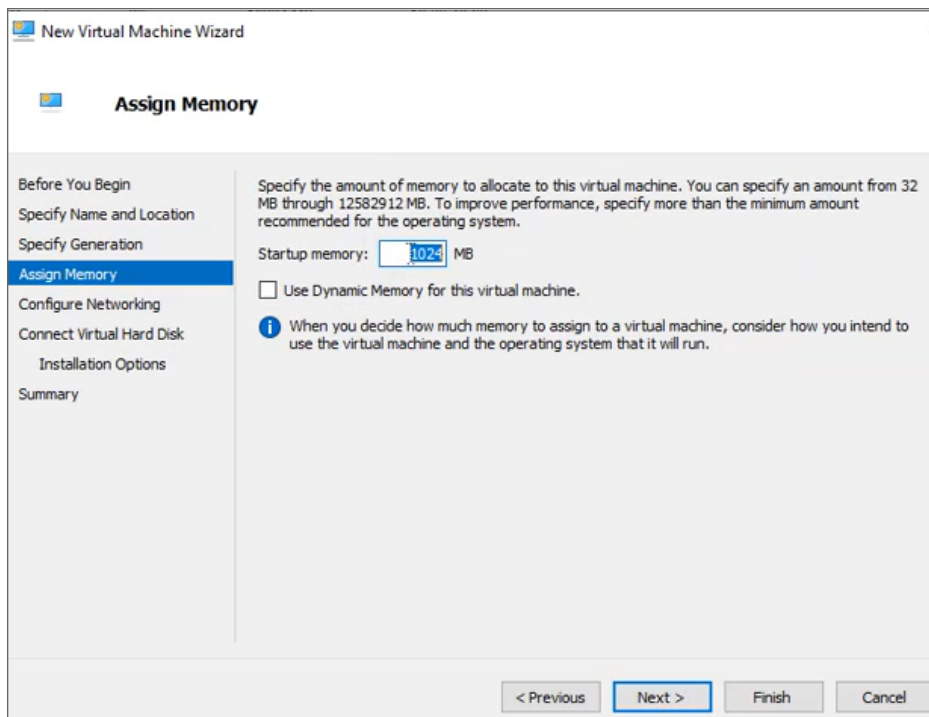 New Virtual Machine Wizard
Assign Memory
Before You Begin
Specify Name and Location
Specify Generation
Assign Memory
Configure Networking
Connect Virtual Hard Disk
Installation Options
Summary
Specify the amount of memory to allocate to this virtual machine. You can specify an amount from 32
MB through 12582912 MB. To improve performance, specify more than the minimum amount
recommended for the operating system.
Startup memory: 1024 MB
Use Dynamic Memory for this virtual machine.
When you decide how much memory to assign to a virtual machine, consider how you intend to
use the virtual machine and the operating system that it will run.
< Previous Next > Finish Cancel